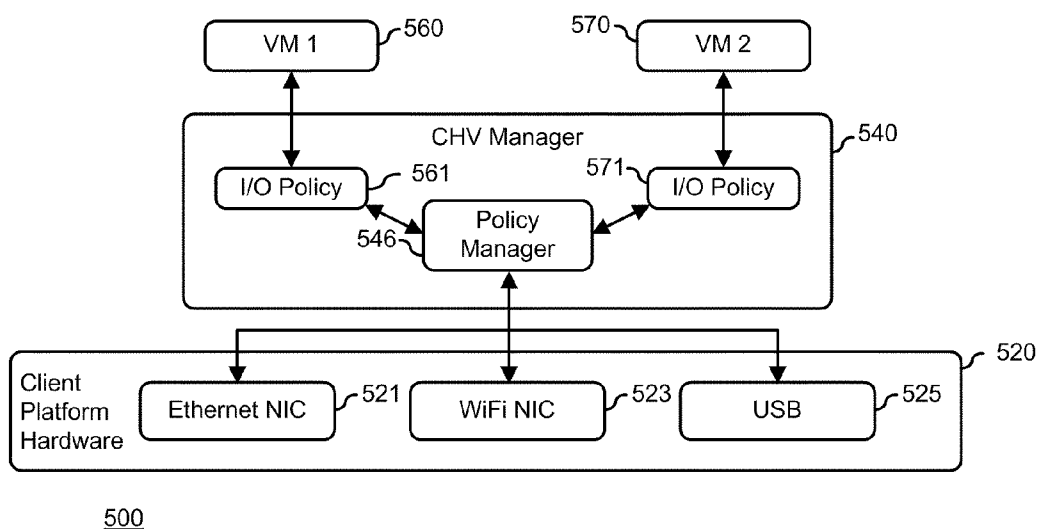 VM 1
560
570
VM 2
CHV Manager
540
I/O Policy
561
571
I/O Policy
546
Policy
Manager
520
Client
Platform
Hardware
Ethernet NIC
521
WiFi NIC
523
USB
525
500